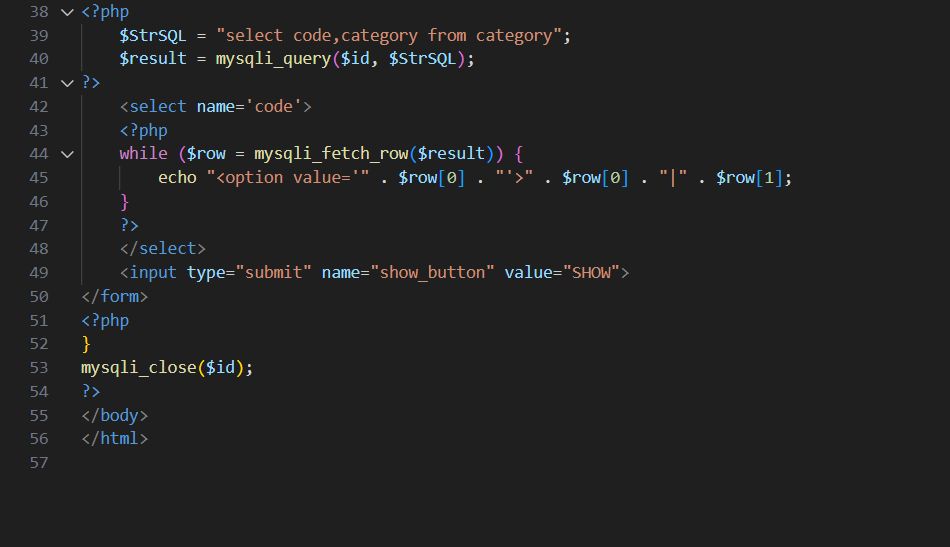 38 <?php
39 $StrSQL = "select code,category from category";
40 $result = mysqli_query($id, $StrSQL);
41 ?>
42 <select name='code'>
43 <?php
44 while ($row = mysqli_fetch_row($result)) {
45 echo "<option value='" . $row[0] . "'>" . $row[0] . "|" . $row[1];
46 }
47 ?>
48 </select>
49 <input type="submit" name="show_button" value="SHOW">
50 </form>
51 <?php
52 }
53 mysqli_close($id);
54 ?>
55 </body>
56 </html>
57